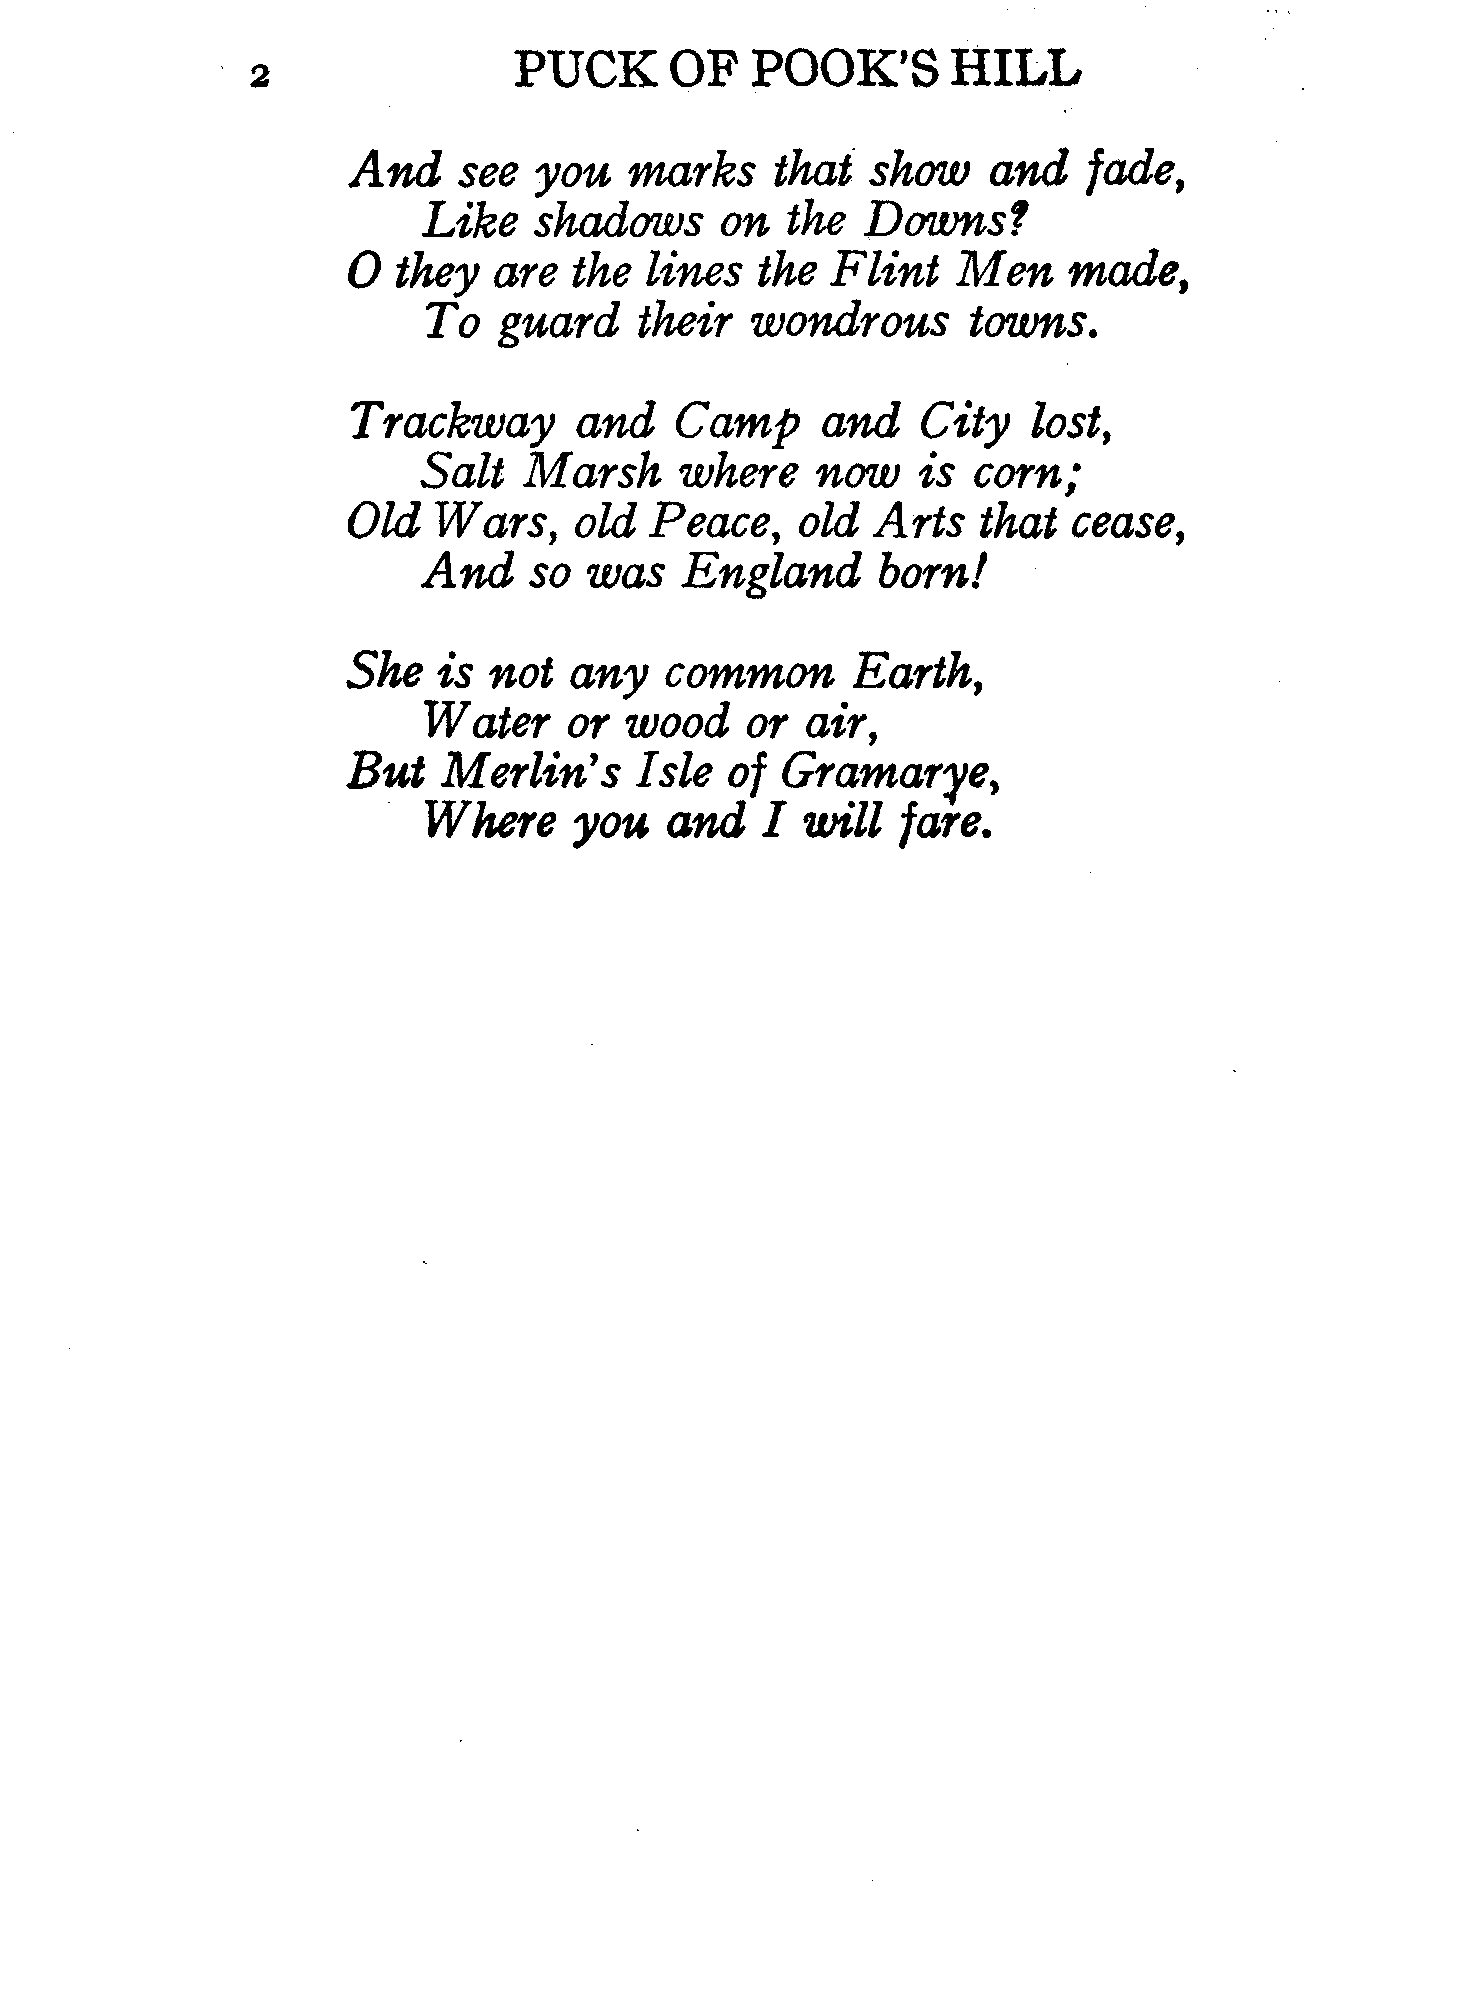 2 PUCK OF POOK'S HILL
And see you marks that show and fade,
Like shadows on the Downs?
O they are the lines the Flint Men made,
To guard their wondrous towns.
Trackway and Camp and City lost,
Salt Marsh where now is corn;
Old Wars, old Peace, old Arts that cease,
And so was England born!
She is not any common Earth,
Water or wood or air,
But Merlin's Isle of Gramarye,
Where you and I will fare.